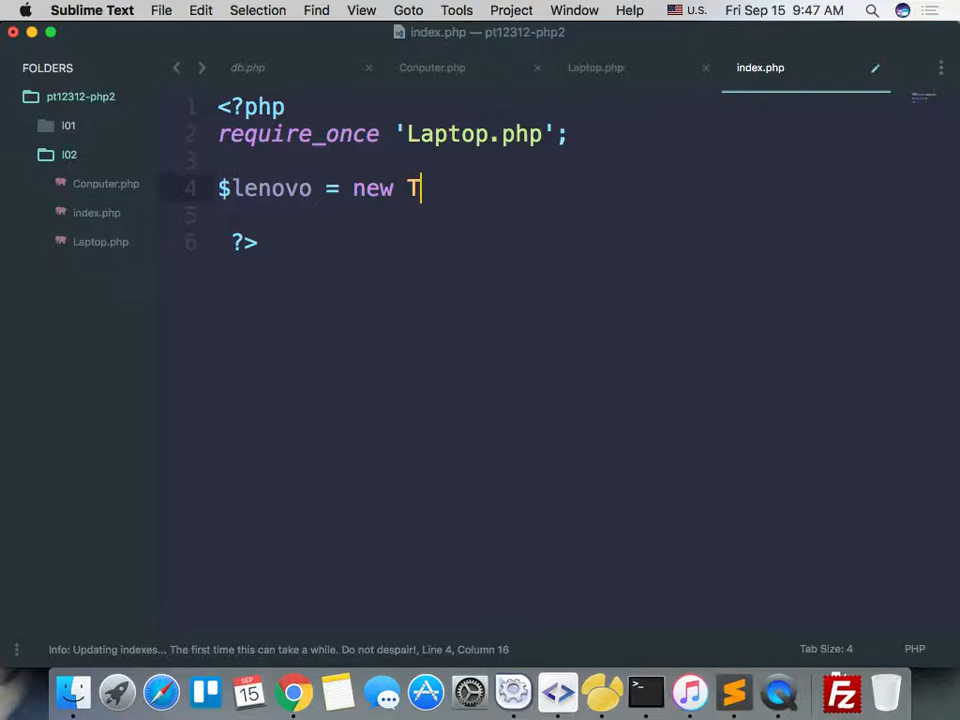 Sublime Text File Edit Selection Find View Goto Tools Project Window Help U.S. Fri Sep 15 9:47 AM
index.php — pt12312-php2
FOLDERS
pt12312-php2
l01
l02
Conputer.php
index.php
Laptop.php
db.php × Conputer.php × Laptop.php × index.php
1 <?php
2 require_once 'Laptop.php';
3
4 $lenovo = new T
5
6 ?>
Info: Updating indexes... The first time this can take a while. Do not despair!, Line 4, Column 16 Tab Size: 4 PHP
SEP
15